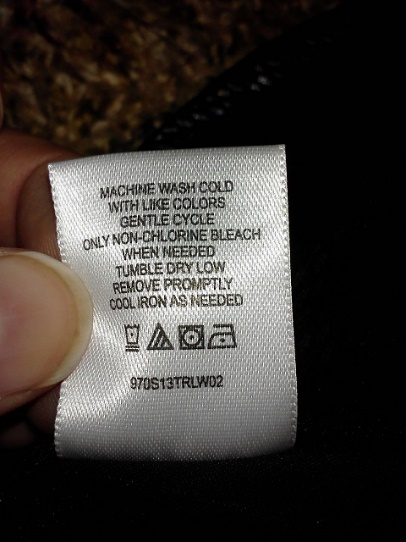 MACHINE WASH COLD
WITH LIKE COLORS
GENTLE CYCLE
ONLY NON-CHLORINE BLEACH
WHEN NEEDED
TUMBLE DRY LOW
REMOVE PROMPTLY
COOL IRON AS NEEDED
970S13TRLW02